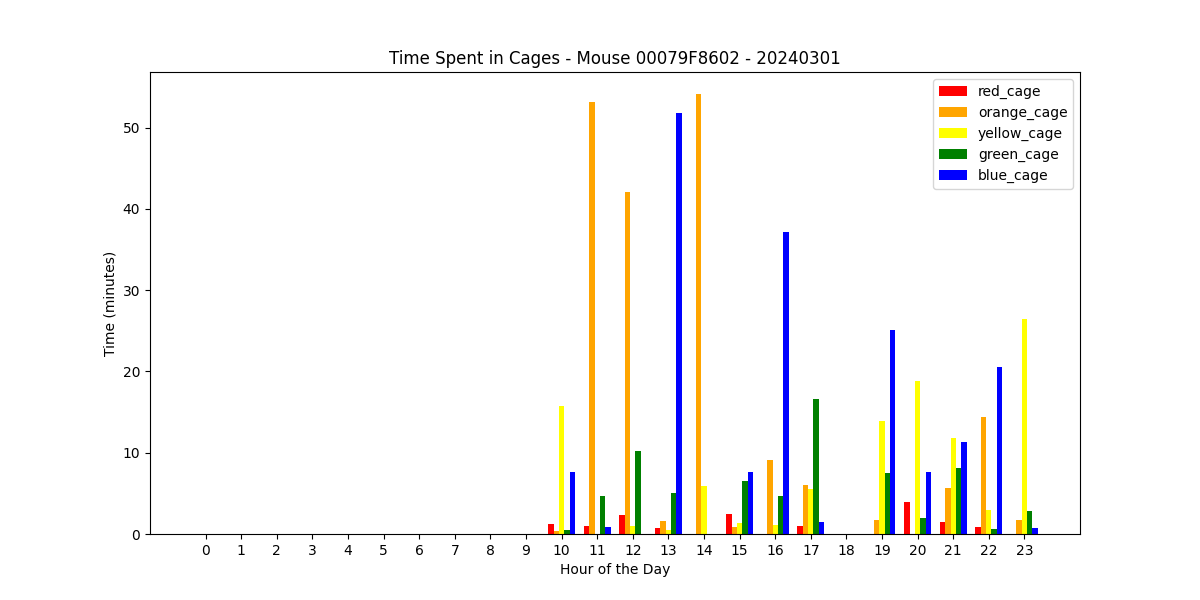 Time Spent in Cages - Mouse 00079F8602 - 20240301
red_cage
orange_cage
yellow_cage
green_cage
blue_cage
Time (minutes)
50
40
30
20
10
0
0 1 2 3 4 5 6 7 8 9 10 11 12 13 14 15 16 17 18 19 20 21 22 23
Hour of the Day